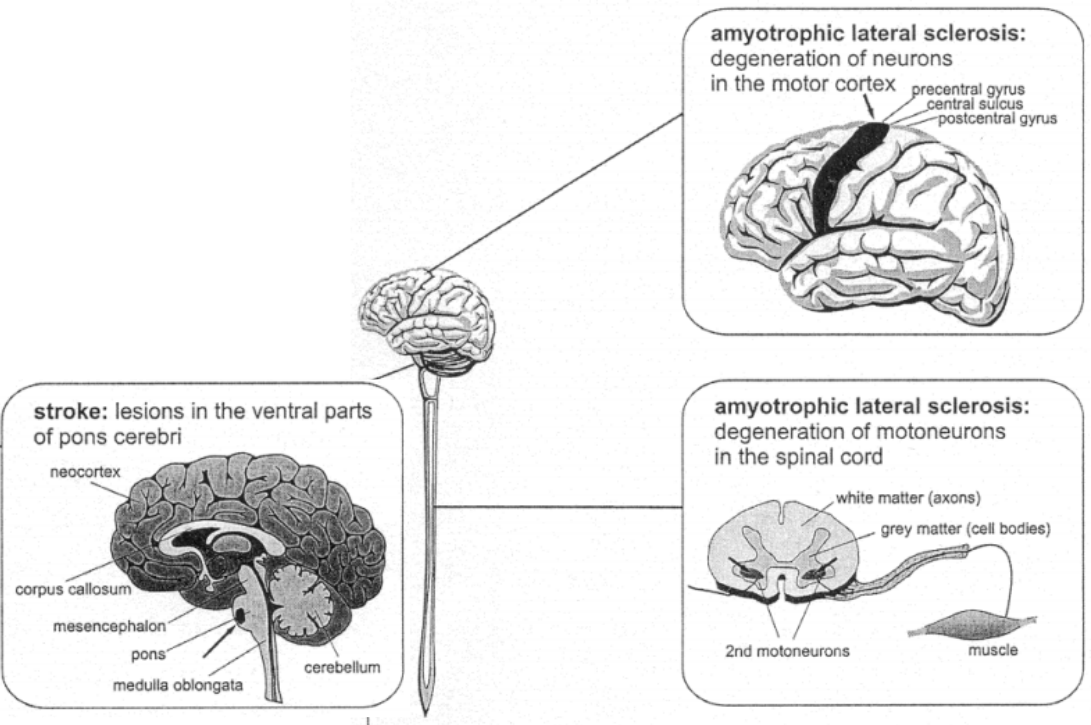 amyotrophic lateral sclerosis:
degeneration of neurons
in the motor cortex
precentral gyrus
central sulcus
postcentral gyrus
stroke: lesions in the ventral parts
of pons cerebri
neocortex
corpus callosum
mesencephalon
pons
medulla oblongata
cerebellum
amyotrophic lateral sclerosis:
degeneration of motoneurons
in the spinal cord
white matter (axons)
grey matter (cell bodies)
2nd motoneurons
muscle